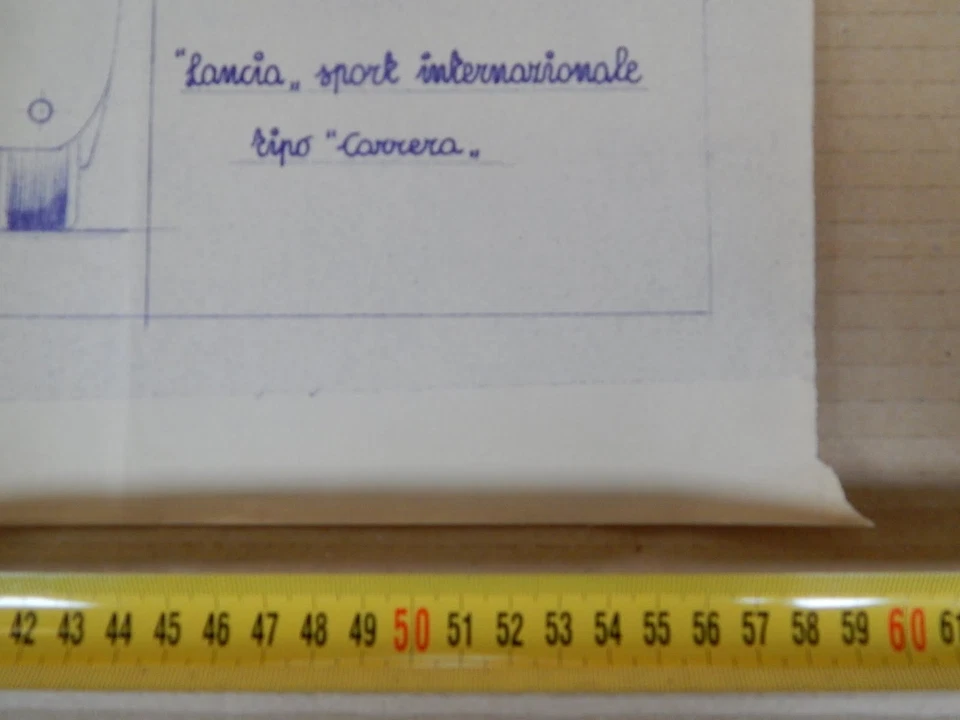 "Lancia„ sport internazionale
tipo "Carrera„
42 43 44 45 46 47 48 49 50 51 52 53 54 55 56 57 58 59 60 61